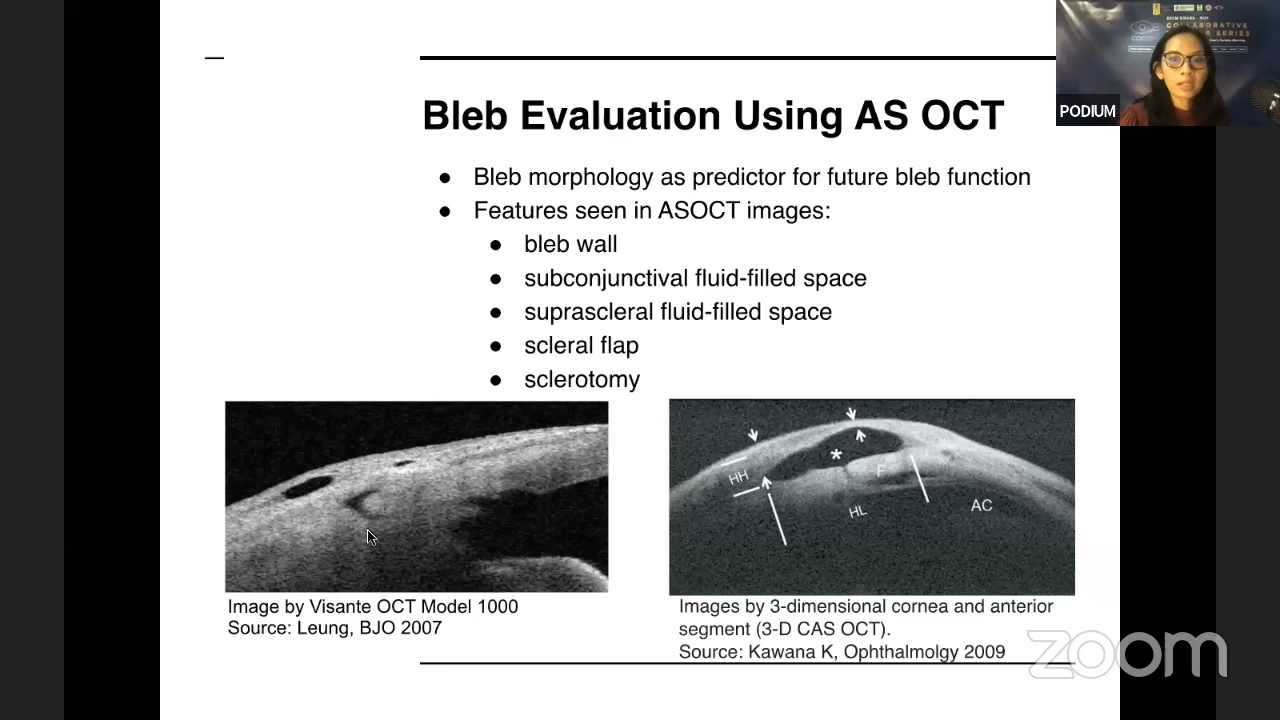 COLLABORATIVE
PODIUM
Bleb Evaluation Using AS OCT
● Bleb morphology as predictor for future bleb function
● Features seen in ASOCT images:
● bleb wall
● subconjunctival fluid-filled space
● suprascleral fluid-filled space
● scleral flap
● sclerotomy
*
HH
F
HL
AC
Image by Visante OCT Model 1000
Source: Leung, BJO 2007
Images by 3-dimensional cornea and anterior
segment (3-D CAS OCT).
Source: Kawana K, Ophthalmolgy 2009
zoom